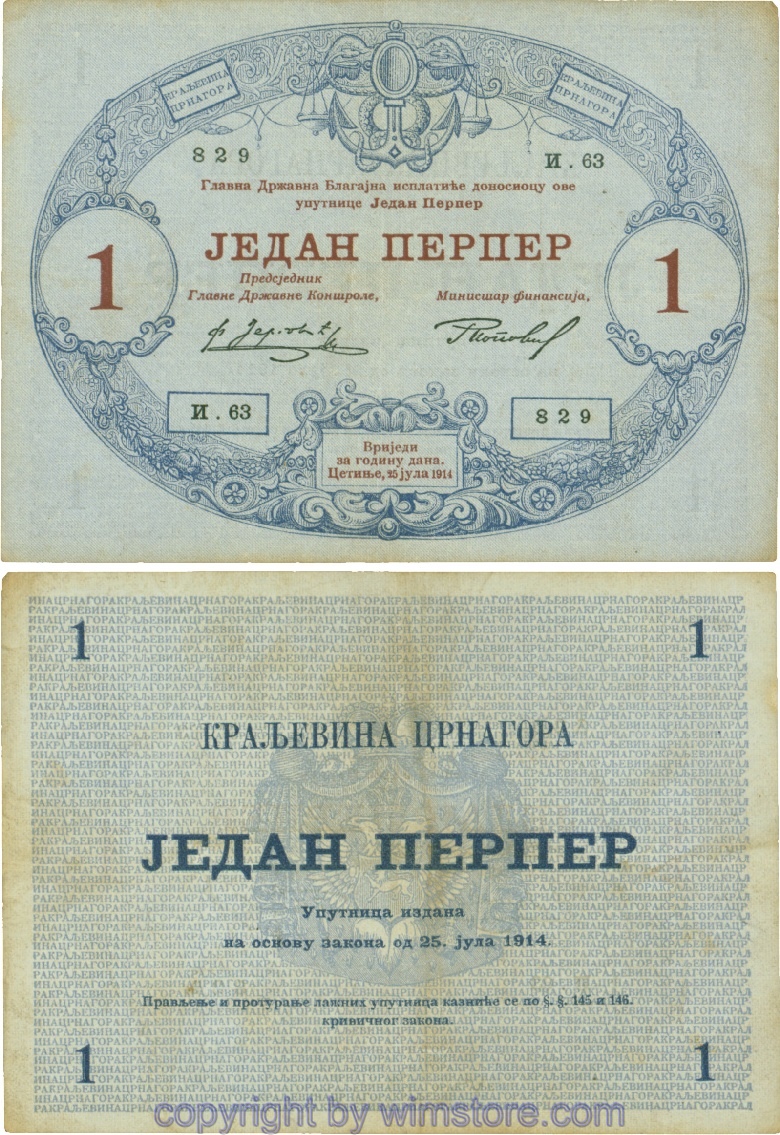 КРАЉЕВИНА
ЦРНАГОРА
КРАЉЕВИНА
ЦРНАГОРА
829
И.63
Главна Државна Благајна исплатиће доносиоцу ове
упутнице Један Перпер
ЈЕДАН ПЕРПЕР
1
1
Предсједник
Главне Државне Контроле,
Министар финансија,
И.63
829
Вриједи
за годину дана.
Цетиње, 25 јула 1914
1
1
КРАЉЕВИНА ЦРНАГОРА
ЈЕДАН ПЕРПЕР
Упутница издана
на основу закона од 25. јула 1914.
Прављење и протурање лажних упутница казниће се по §. §. 145 и 146.
кривичног закона.
1
1
copyright by wimstore.com